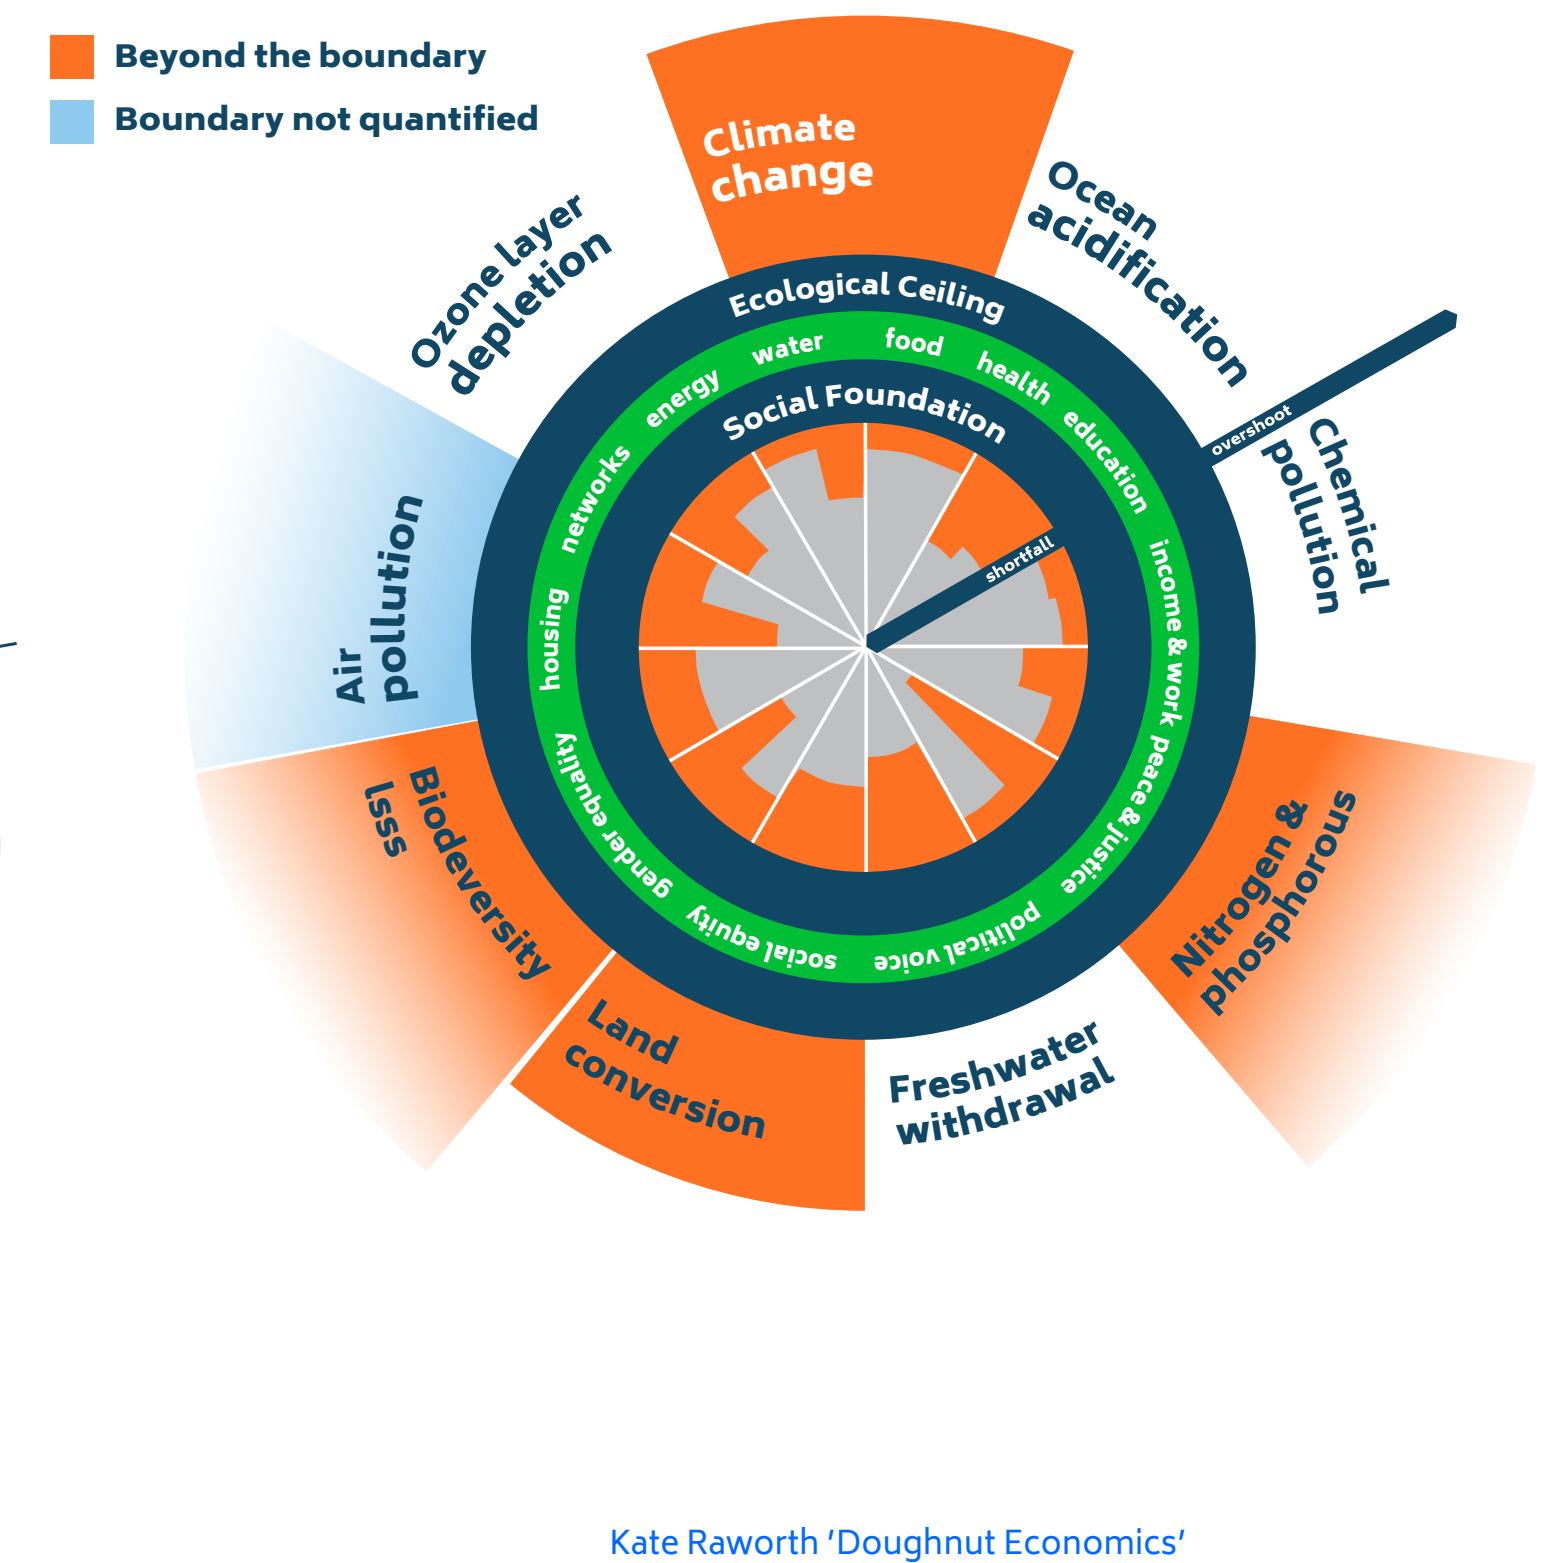 Beyond the boundary
Boundary not quantified
Climate
change
Ocean
acidification
overshoot
Chemical
pollution
Nitrogen &
phosphorous
Freshwater
withdrawal
Land
conversion
Biodeversity
lsss
Air
polllution
Ozone layer
depletion
Ecological Ceiling
water
food
health
education
income & work
peace & justice
political voice
social equity
gender equality
housing
networks
energy
Social Foundation
shortfall
Kate Raworth 'Doughnut Economics'